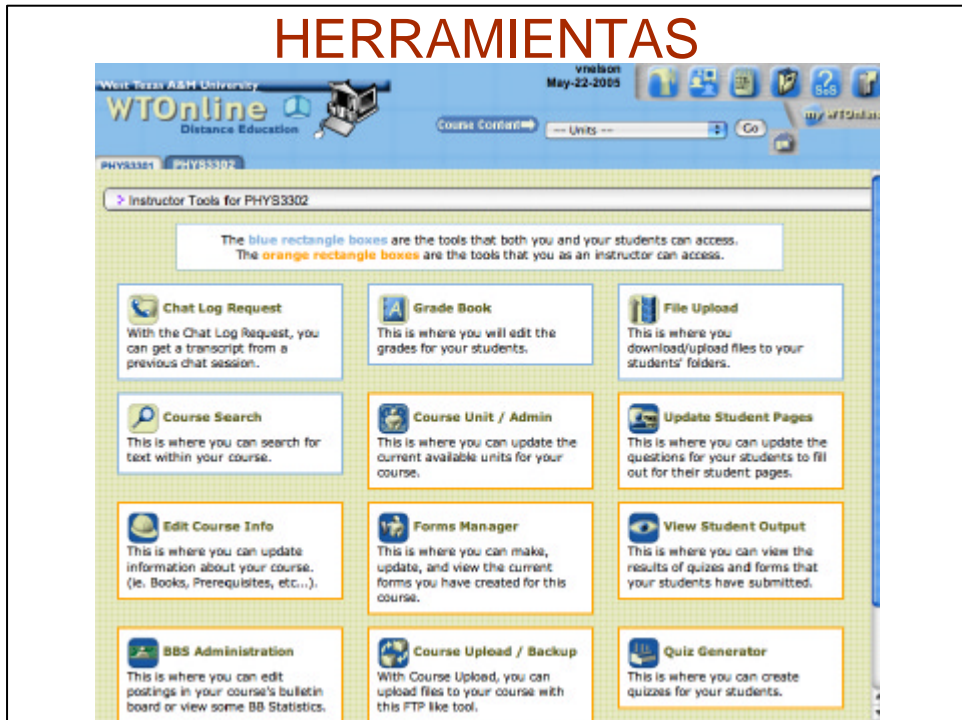 HERRAMIENTAS
West Texas A&M University
WTOnline
Distance Education
vnelson
May-22-2005
SOS
Course Content
-- Units --
Go
my WTOnline
PHYS3301 PHYS3302
Instructor Tools for PHYS3302
The blue rectangle boxes are the tools that both you and your students can access.
The orange rectangle boxes are the tools that you as an instructor can access.
Chat Log Request
With the Chat Log Request, you
can get a transcript from a
previous chat session.
Grade Book
This is where you will edit the
grades for your students.
File Upload
This is where you
download/upload files to your
students' folders.
Course Search
This is where you can search for
text within your course.
Course Unit / Admin
This is where you can update the
current available units for your
course.
Update Student Pages
This is where you can update the
questions for your students to fill
out for their student pages.
Edit Course Info
This is where you can update
information about your course.
(ie. Books, Prerequisites, etc...).
Forms Manager
This is where you can make,
update, and view the current
forms you have created for this
course.
View Student Output
This is where you can view the
results of quizes and forms that
your students have submitted.
BBS Administration
This is where you can edit
postings in your course's bulletin
board or view some BB Statistics.
Course Upload / Backup
With Course Upload, you can
upload files to your course with
this FTP like tool.
Quiz Generator
This is where you can create
quizzes for your students.